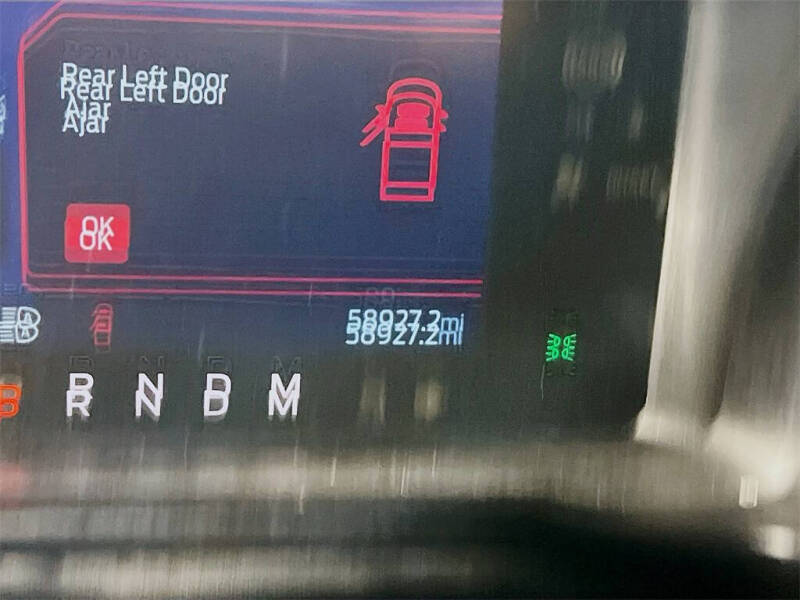 Rear Left Door
Ajar
OK
58927.2mi
R N D M